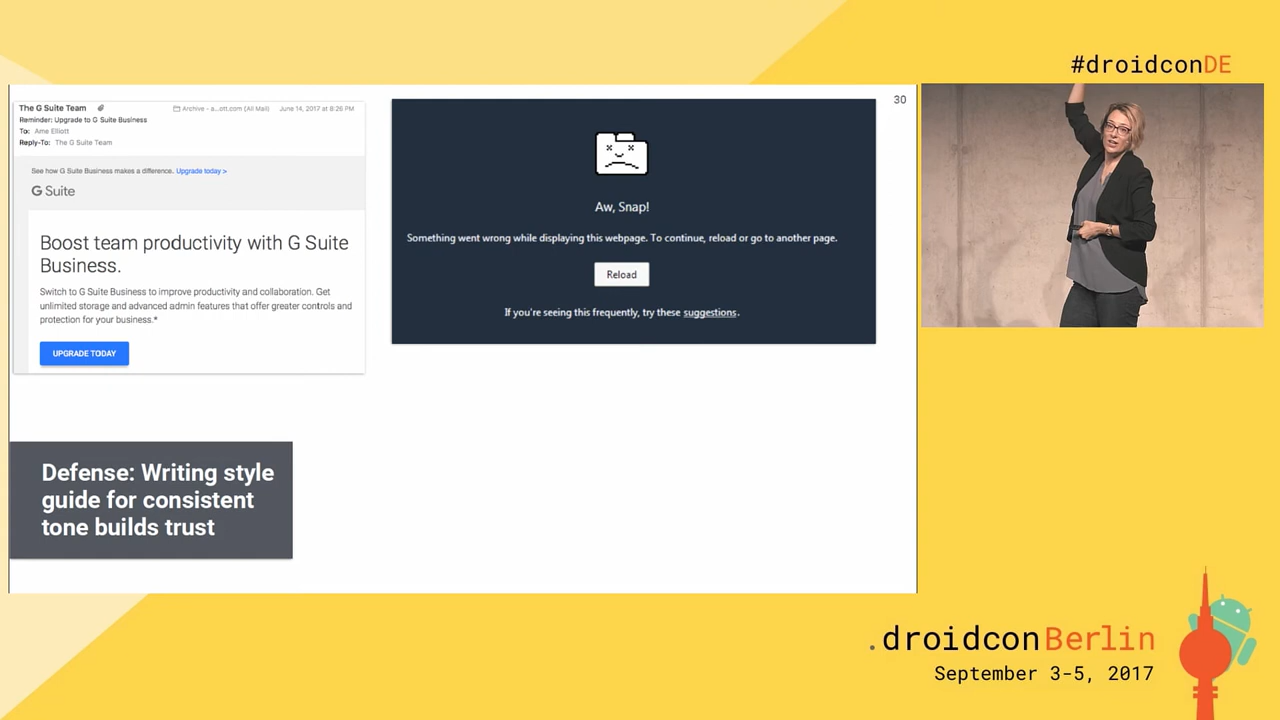 #droidconDE
The G Suite Team
Archive - a...ott.com (All Mail)
June 14, 2017 at 8:26 PM
Reminder: Upgrade to G Suite Business
To: Ame Elliott
Reply-To: The G Suite Team
See how G Suite Business makes a difference. Upgrade today >
G Suite
Boost team productivity with G Suite
Business.
Switch to G Suite Business to improve productivity and collaboration. Get
unlimited storage and advanced admin features that offer greater controls and
protection for your business.*
UPGRADE TODAY
Aw, Snap!
Something went wrong while displaying this webpage. To continue, reload or go to another page.
Reload
If you're seeing this frequently, try these suggestions.
30
Defense: Writing style
guide for consistent
tone builds trust
.droidconBerlin
September 3-5, 2017